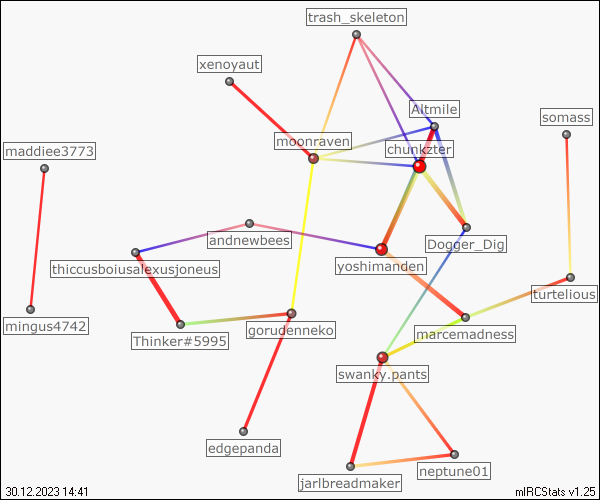 trash_skeleton
xenoyaut
Altmile
somass
moonraven
chunkzter
maddiee3773
andnewbees
Dogger_Dig
thiccusboiusalexusjoneus
yoshimanden
turtelious
mingus4742
Thinker#5995
gorudenneko
marcemadness
swanky.pants
edgepanda
neptune01
jarlbreadmaker
30.12.2023 14:41
mIRCStats v1.25